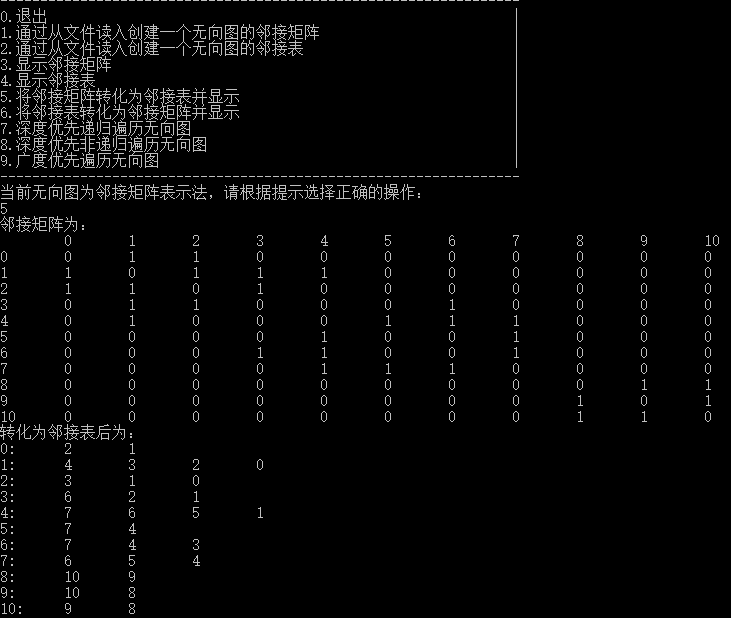 0.退出
1.通过从文件读入创建一个无向图的邻接矩阵
2.通过从文件读入创建一个无向图的邻接表
3.显示邻接矩阵
4.显示邻接表
5.将邻接矩阵转化为邻接表并显示
6.将邻接表转化为邻接矩阵并显示
7.深度优先递归遍历无向图
8.深度优先非递归遍历无向图
9.广度优先遍历无向图
当前无向图为邻接矩阵表示法，请根据提示选择正确的操作：
5
邻接矩阵为：
0 1 2 3 4 5 6 7 8 9 10
0 0 1 1 0 0 0 0 0 0 0 0
1 1 0 1 1 1 0 0 0 0 0 0
2 1 1 0 1 0 0 0 0 0 0 0
3 0 1 1 0 0 0 1 0 0 0 0
4 0 1 0 0 0 1 1 1 0 0 0
5 0 0 0 0 1 0 0 1 0 0 0
6 0 0 0 1 1 0 0 1 0 0 0
7 0 0 0 0 1 1 1 0 0 0 0
8 0 0 0 0 0 0 0 0 0 1 1
9 0 0 0 0 0 0 0 0 1 0 1
10 0 0 0 0 0 0 0 0 1 1 0
转化为邻接表后为：
0: 2 1
1: 4 3 2 0
2: 3 1 0
3: 6 2 1
4: 7 6 5 1
5: 7 4
6: 7 4 3
7: 6 5 4
8: 10 9
9: 10 8
10: 9 8